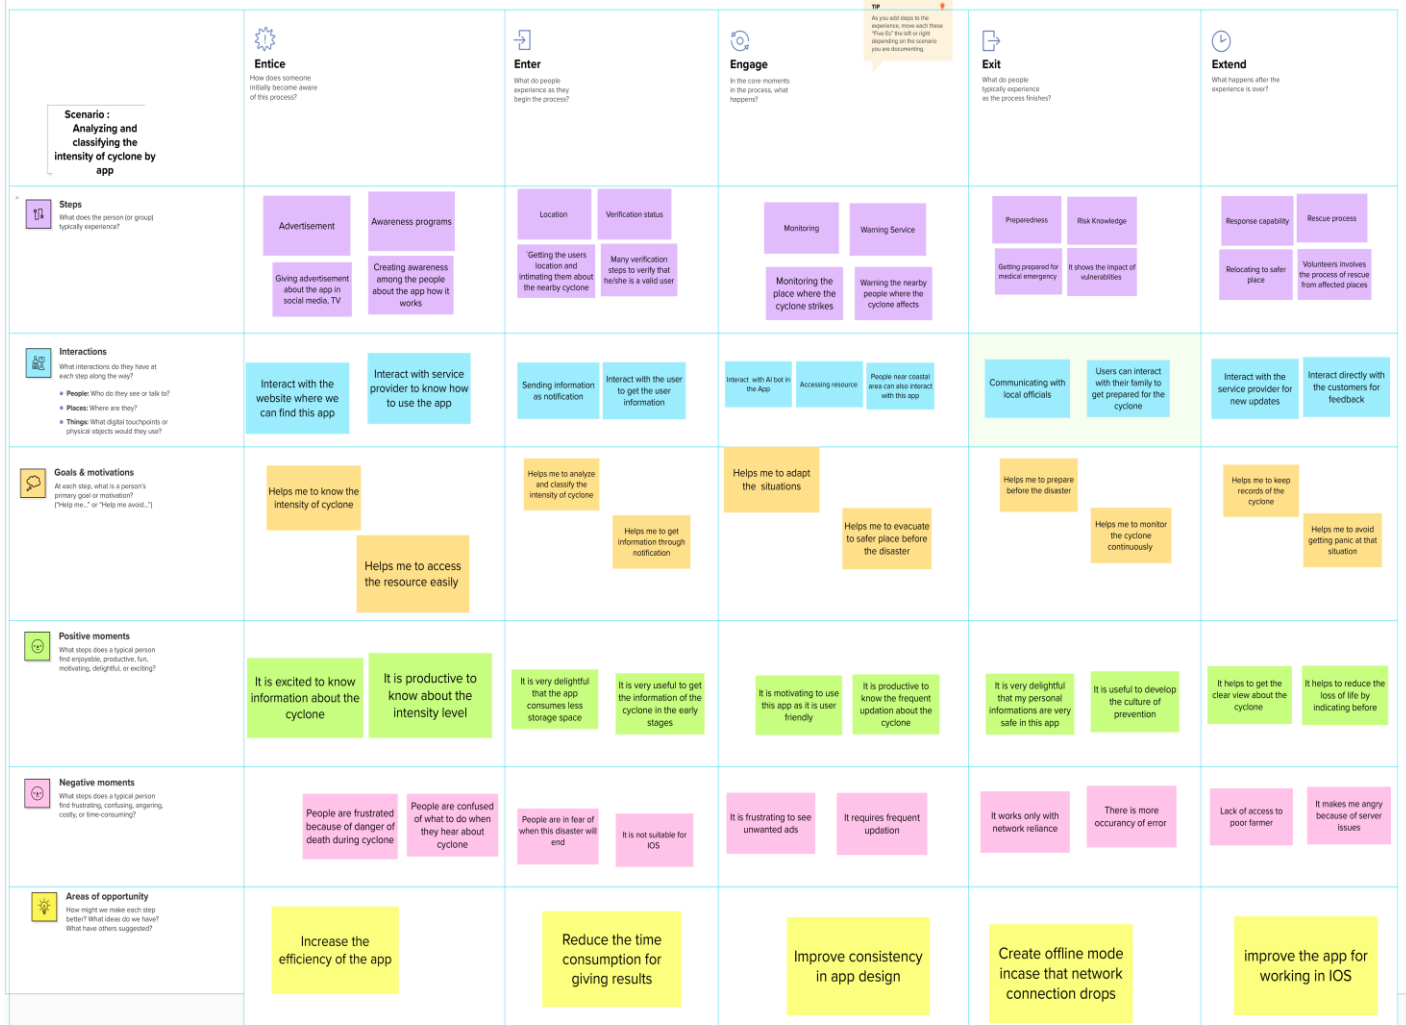 TIP
As you add steps to the
experience, move each these
"Five Es" the left or right
depending on the scenario
you are documenting.
Entice
How does someone
initially become aware
of this process?
Enter
What do people
experience as they
begin the process?
Engage
In the core moments
in the process, what
happens?
Exit
What do people
typically experience
as the process finishes?
Extend
What happens after the
experience is over?
Scenario :
Analyzing and
classifying the
intensity of cyclone by
app
Steps
What does the person (or group)
typically experience?
Advertisement
Awareness programs
Giving advertisement
about the app in
social media, TV
Creating awareness
among the people
about the app how it
works
Location
Verification status
'Getting the users
location and
intimating them about
the nearby cyclone
Many verification
steps to verify that
he/she is a valid user
Monitoring
Warning Service
Monitoring the
place where the
cyclone strikes
Warning the nearby
people where the
cyclone affects
Preparedness
Risk Knowledge
Getting prepared for
medical emergency
It shows the impact of
vulnerablities
Response capability
Rescue process
Relocating to safer
place
Volunteers involves
the process of rescue
from affected places
Interactions
What interactions do they have at
each step along the way?
People: Who do they see or talk to?
Places: Where are they?
Things: What digital touchpoints or
physical objects would they use?
Interact with the
website where we
can find this app
Interact with service
provider to know how
to use the app
Sending information
as notification
Interact with the user
to get the user
information
Interact with AI bot in
the App
Accessing resource
People near coastal
area can also interact
with this app
Communicating with
local officials
Users can interact
with their family to
get prepared for the
cyclone
Interact with the
service provider for
new updates
Interact directly with
the customers for
feedback
Goals & motivations
At each step, what is a person's
primary goal or motivation?
("Help me..." or "Help me avoid...")
Helps me to know the
intensity of cyclone
Helps me to access
the resource easily
Helps me to analyze
and classify the
intensity of cyclone
Helps me to get
information through
notification
Helps me to adapt
the situations
Helps me to evacuate
to safer place before
the disaster
Helps me to prepare
before the disaster
Helps me to monitor
the cyclone
continuously
Helps me to keep
records of the
cyclone
Helps me to avoid
getting panic at that
situation
Positive moments
What steps does a typical person
find enjoyable, productive, fun,
motivating, delightful, or exciting?
It is excited to know
information about the
cyclone
It is productive to
know about the
intensity level
It is very delightful
that the app
consumes less
storage space
It is very useful to get
the information of the
cyclone in the early
stages
It is motivating to use
this app as it is user
friendly
It is productive to
know the frequent
updation about the
cyclone
It is very delightful
that my personal
informations are very
safe in this app
It is useful to develop
the culture of
prevention
It helps to get the
clear view about the
cyclone
It helps to reduce the
loss of life by
indicating before
Negative moments
What steps does a typical person
find frustrating, confusing, angering,
costly, or time-consuming?
People are frustrated
because of danger of
death during cyclone
People are confused
of what to do when
they hear about
cyclone
People are in fear of
when this disaster will
end
It is not suitable for
IOS
It is frustrating to see
unwanted ads
It requires frequent
updation
It works only with
network reliance
There is more
occurancy of error
Lack of access to
poor farmer
It makes me angry
because of server
issues
Areas of opportunity
How might we make each step
better? What ideas do we have?
What have others suggested?
Increase the
efficiency of the app
Reduce the time
consumption for
giving results
Improve consistency
in app design
Create offline mode
incase that network
connection drops
improve the app for
working in IOS